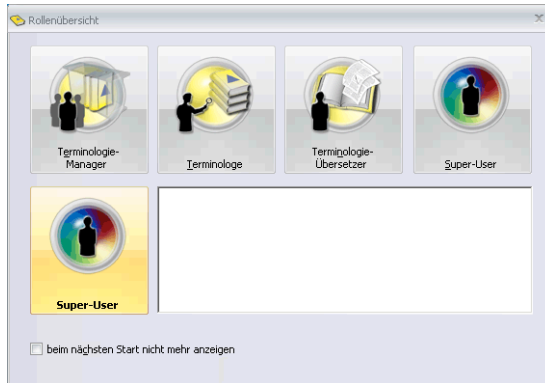 Rollenübersicht
Terminologie-
Manager
Terminologe
Terminologie-
Übersetzer
Super-User
Super-User
beim nächsten Start nicht mehr anzeigen